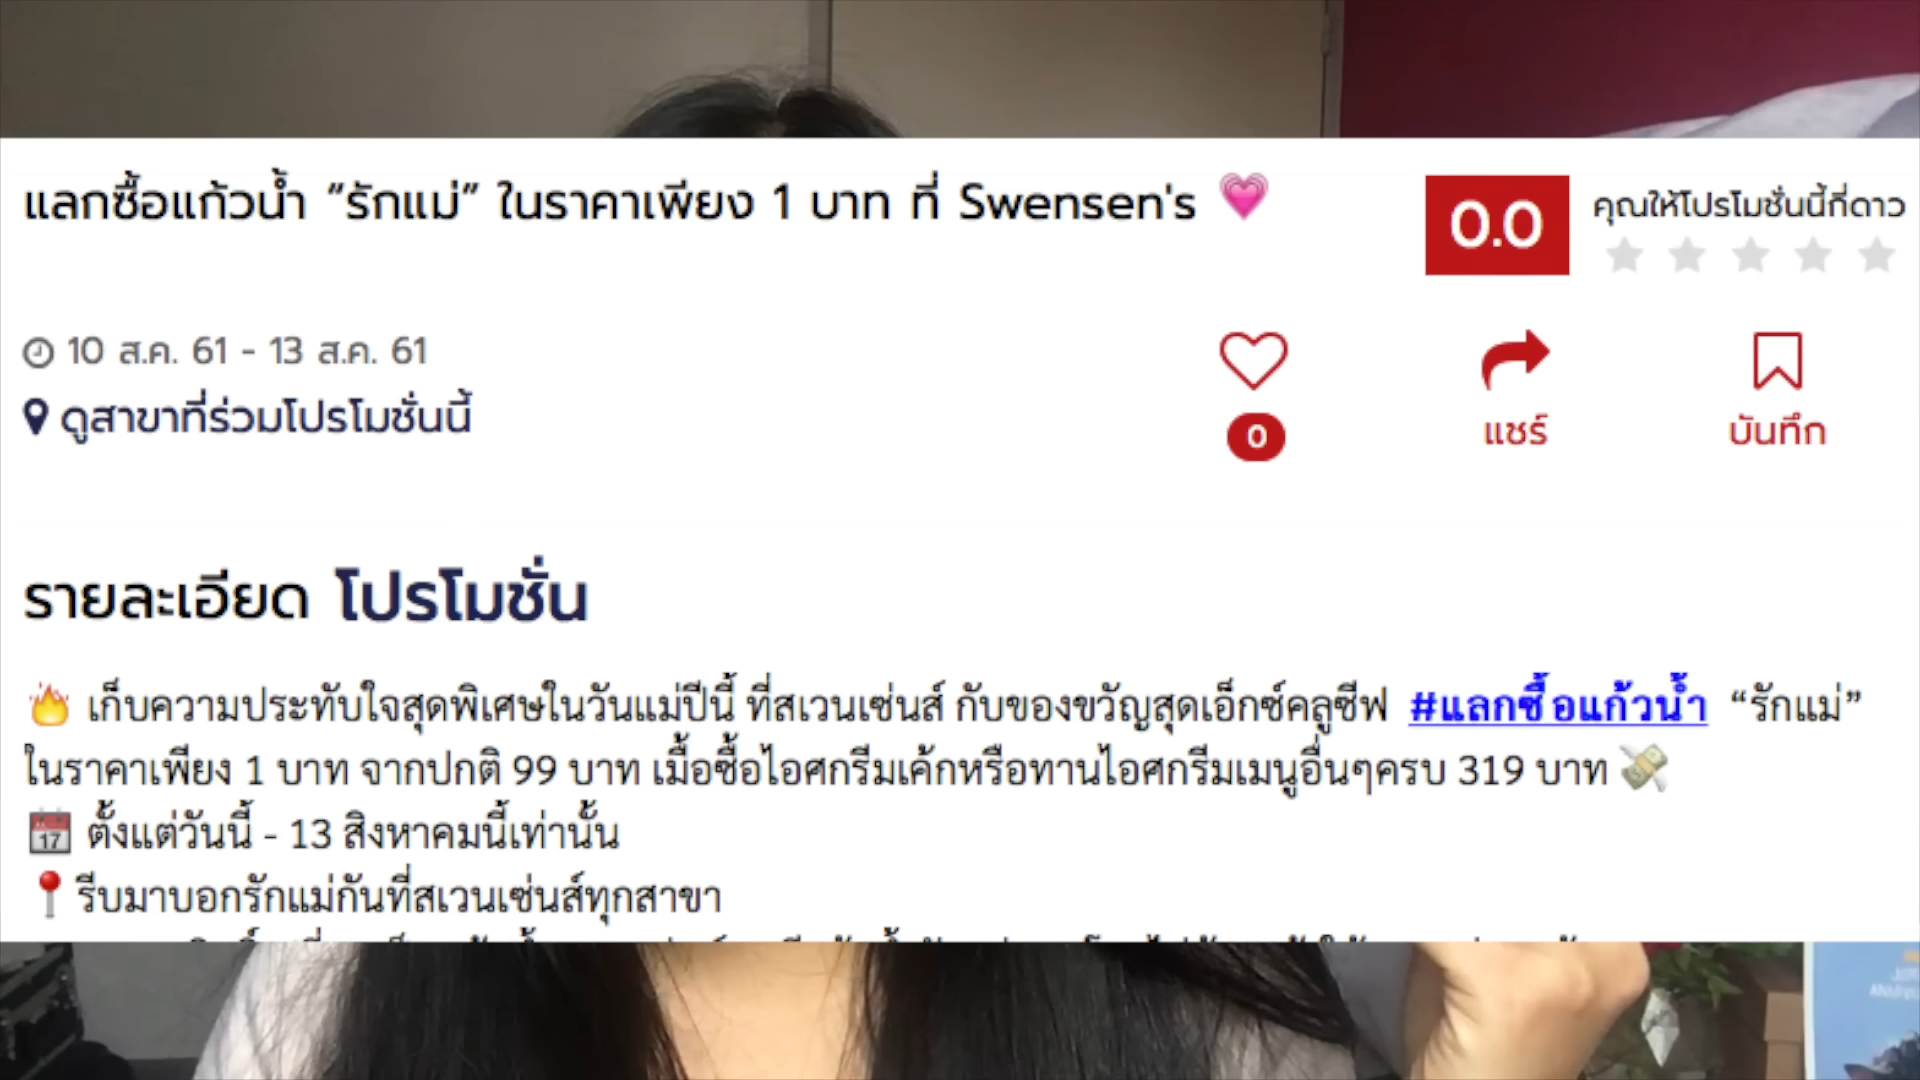 แลกซื้อแก้วน้ำ “รักแม่” ในราคาเพียง 1 บาท ที่ Swensen's 💗
0.0
คุณให้โปรโมชั่นนี้กี่ดาว
10 ส.ค. 61 - 13 ส.ค. 61
ดูสาขาที่ร่วมโปรโมชั่นนี้
0
แชร์
บันทึก
รายละเอียด โปรโมชั่น
🔥 เก็บความประทับใจสุดพิเศษในวันแม่ปีนี้ ที่สเวนเซ่นส์ กับของขวัญสุดเอ็กซ์คลูซีฟ #แลกซื้อแก้วน้ำ “รักแม่”
ในราคาเพียง 1 บาท จากปกติ 99 บาท เมื่อซื้อไอศกรีมเค้กหรือทานไอศกรีมเมนูอื่นๆครบ 319 บาท 💸
📅 ตั้งแต่วันนี้ - 13 สิงหาคมนี้เท่านั้น
📍รีบมาบอกรักแม่กันที่สเวนเซ่นส์ทุกสาขา